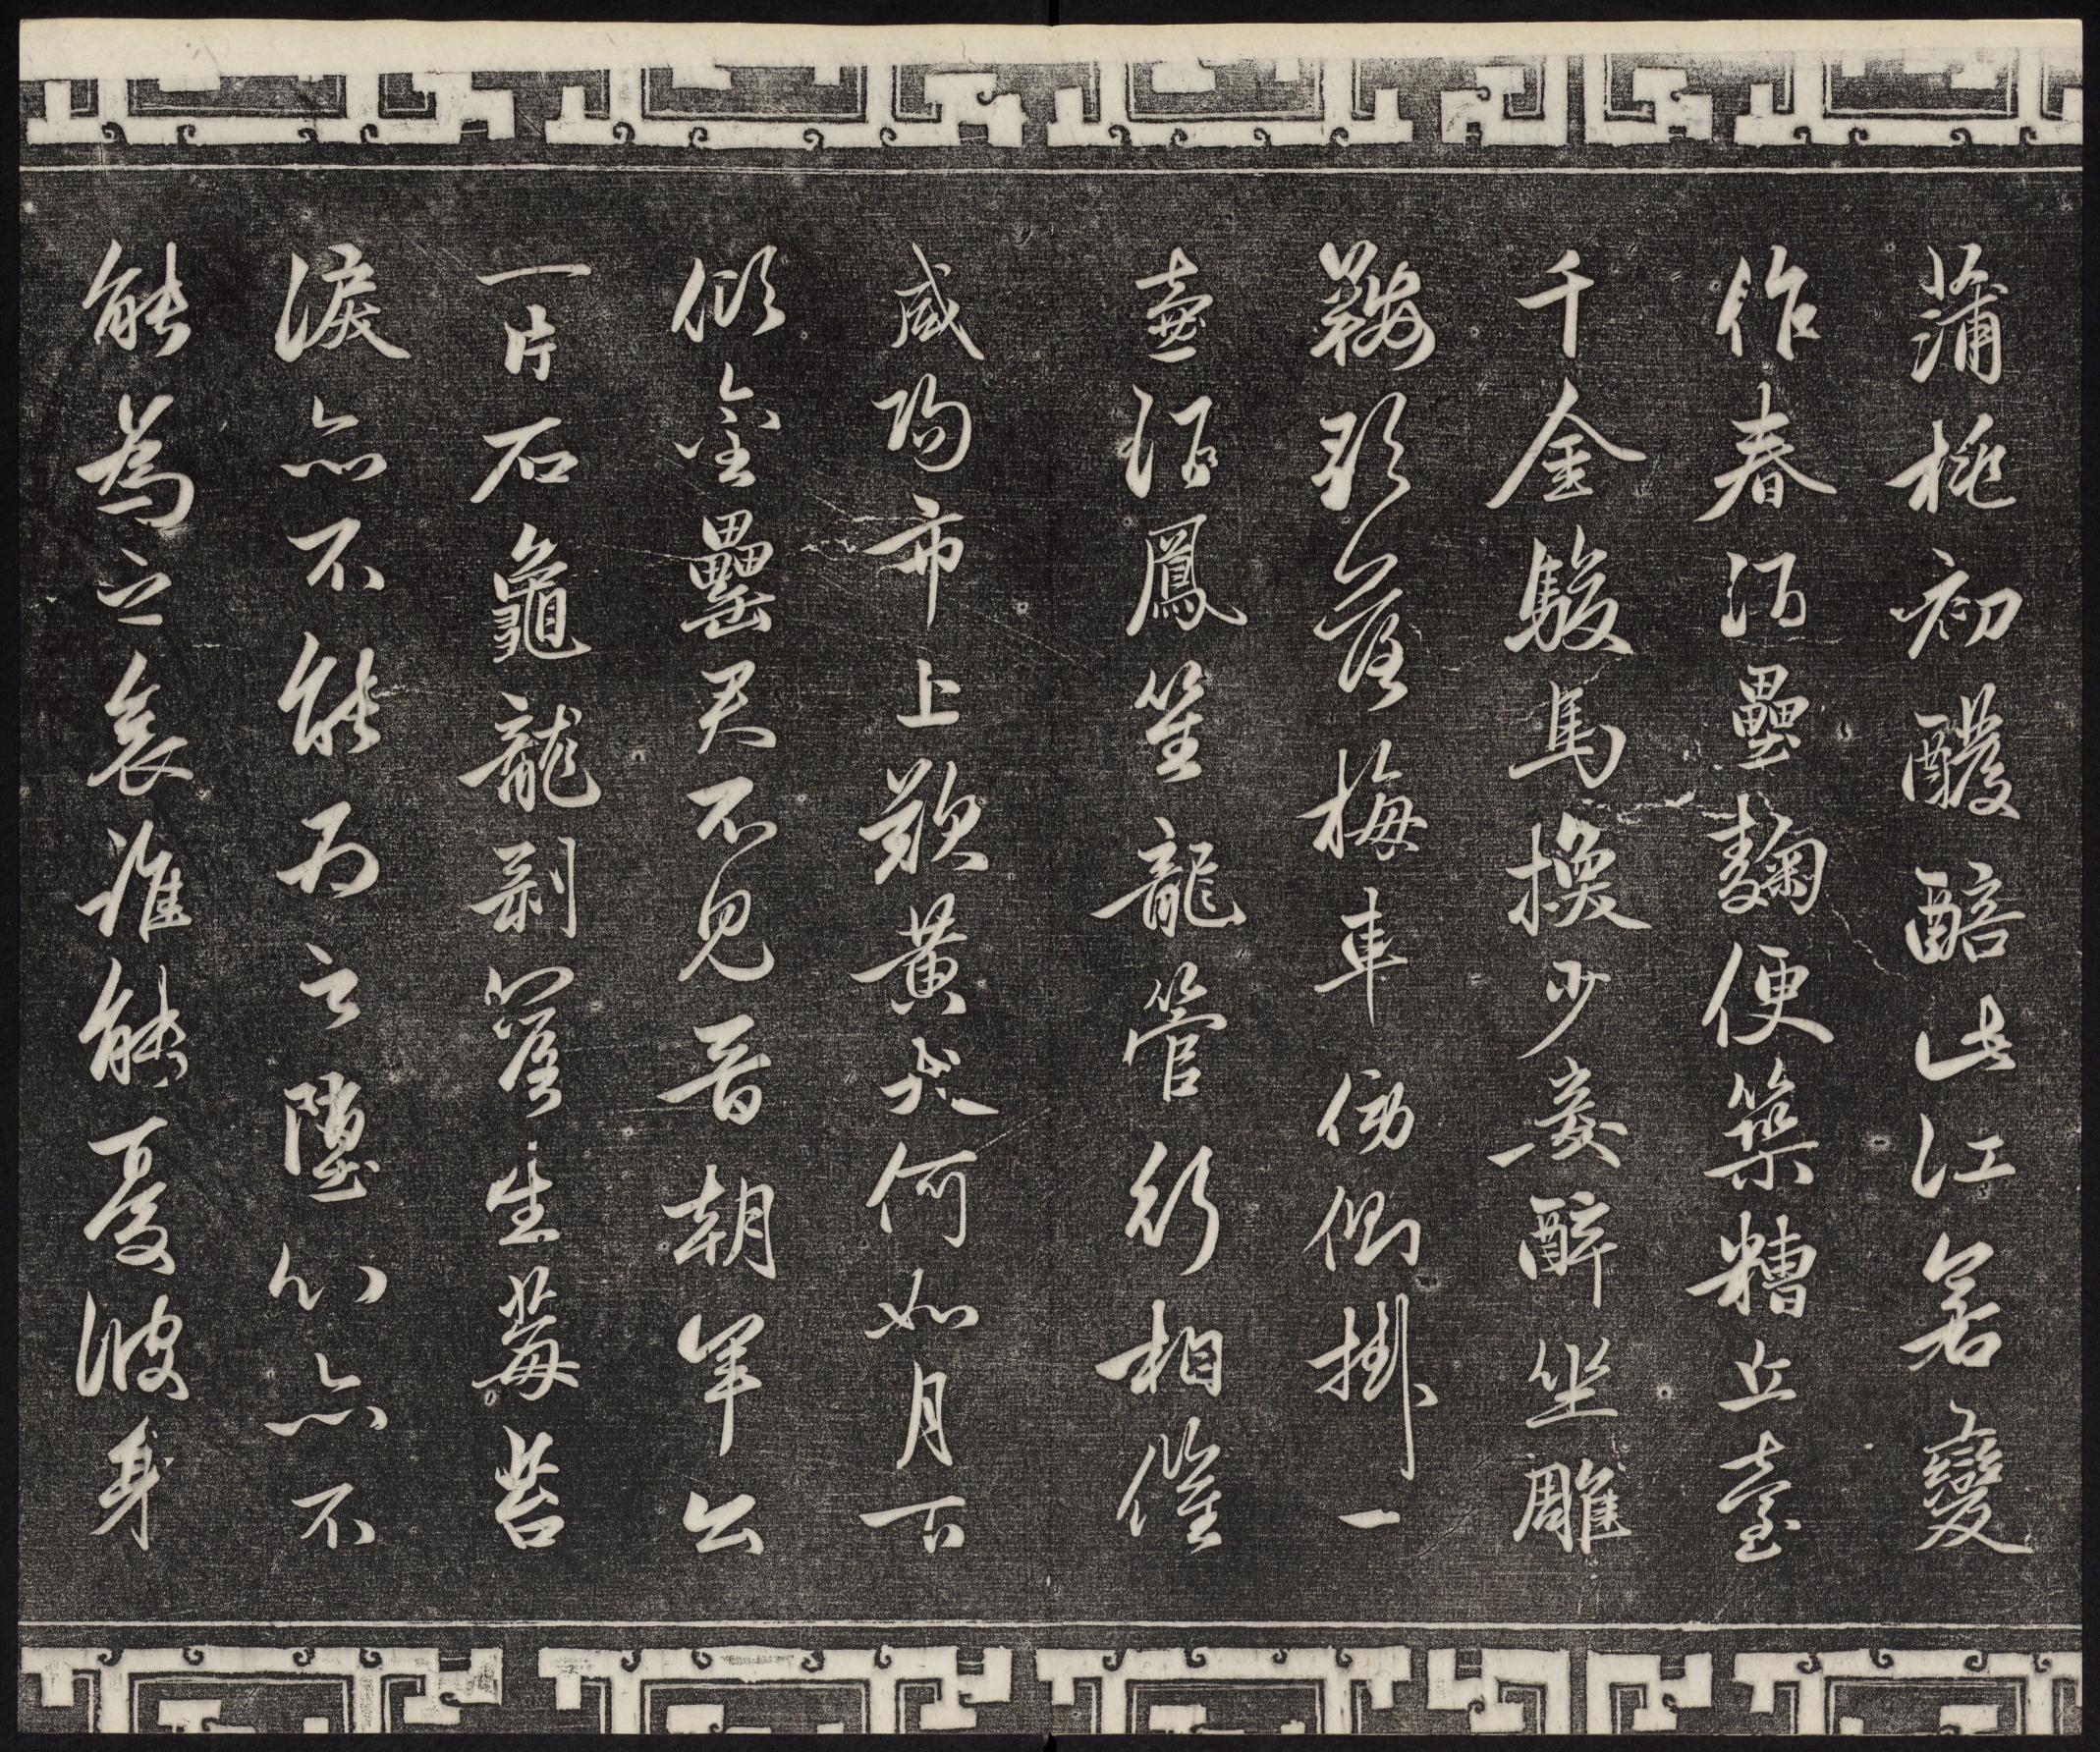 蒲桃初醱醅此江若變
作春酒壘麴便築糟丘臺
千金駿馬換少妾醉坐雕
鞍歌落梅車傍側掛一
壺酒鳳笙龍管行相催
咸陽市上歎黃犬何如月下
傾金罍君不見晉朝羊公
一片石龜龍剝落生莓苔
淚亦不能為之墮心亦不
能為之哀誰能憂彼身